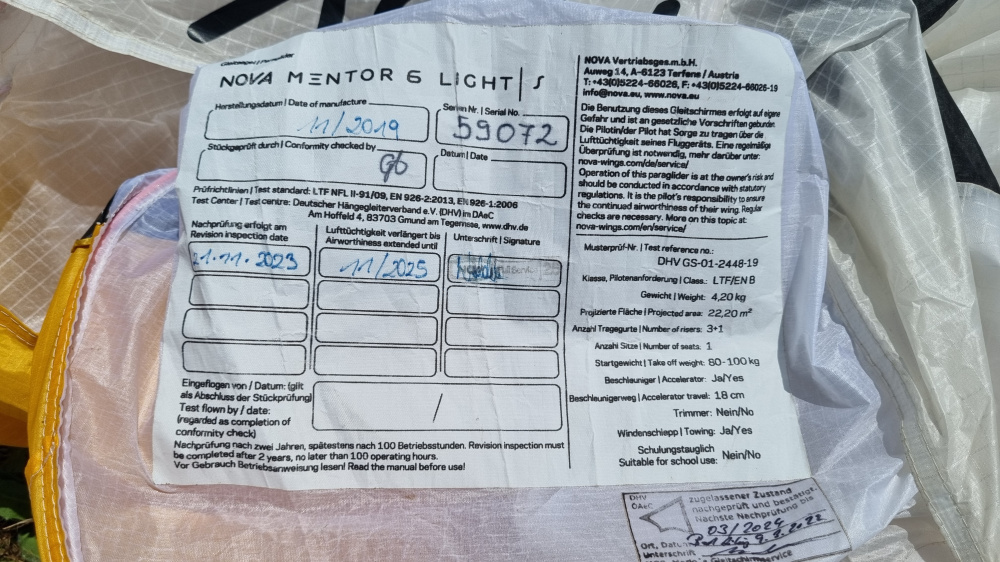 Gleitsegel | Paraglider
NOVA MENTOR 6 LIGHT | S
Herstellungsdatum | Date of manufacture
11/2019
Serien Nr. | Serial No.
59072
Stückgeprüft durch | Conformity checked by
Datum | Date
Prüfrichtlinien | Test standard: LTF NFL II-91/09, EN 926-2:2013, EN 926-1:2006
Test Center | Test centre: Deutscher Hängegleiterverband e.V. (DHV) im DAeC
Am Hoffeld 4, 83703 Gmund am Tegernsee, www.dhv.de
Nachprüfung erfolgt am
Revision inspection date
Lufttüchtigkeit verlängert bis
Airworthiness extended until
Unterschrift | Signature
21.11.2023
11/2025
Eingeflogen von / Datum: (gilt
als Abschluss der Stückprüfung)
Test flown by / date:
(regarded as completion of
conformity check)
/
Nachprüfung nach zwei Jahren, spätestens nach 100 Betriebsstunden. Revision inspection must
be completed after 2 years, no later than 100 operating hours.
Vor Gebrauch Betriebsanweisung lesen! Read the manual before use!
NOVA Vertriebsges.m.b.H.
Auweg 14, A-6123 Terfens / Austria
T: +43(0)5224-66026, F: +43(0)5224-66026-19
info@nova.eu, www.nova.eu
Die Benutzung dieses Gleitschirmes erfolgt auf eigene
Gefahr und ist an gesetzliche Vorschriften gebunden.
Die Pilotin/der Pilot hat Sorge zu tragen über die
Lufttüchtigkeit seines Fluggeräts. Eine regelmäßige
Überprüfung ist notwendig, mehr darüber unter:
nova-wings.com/de/service/
Operation of this paraglider is at the owner's risk and
should be conducted in accordance with statutory
regulations. It is the pilot's responsibility to ensure
the continued airworthiness of their wing. Regular
checks are necessary. More on this topic at:
nova-wings.com/en/service/
Musterprüf-Nr. | Test reference no.:
DHV GS-01-2448-19
Klasse, Pilotenanforderung | Class.: LTF/EN B
Gewicht | Weight: 4,20kg
Projizierte Fläche | Projected area: 22,20 m²
Anzahl Tragegurte | Number of risers: 3+1
Anzahl Sitze | Number of seats: 1
Startgewicht | Take off weight: 80-100 kg
Beschleuniger | Accelerator: Ja/Yes
Beschleunigerweg | Accelerator travel: 18 cm
Trimmer: Nein/No
Windenschlepp | Towing: Ja/Yes
Schulungstauglich
Suitable for school use: Nein/No
DHV
DAeC
zugelassener Zustand
nachgeprüft und bestätigt.
Nächste Nachprüfung bis
03/2024
Ort, Datum
Unterschrift